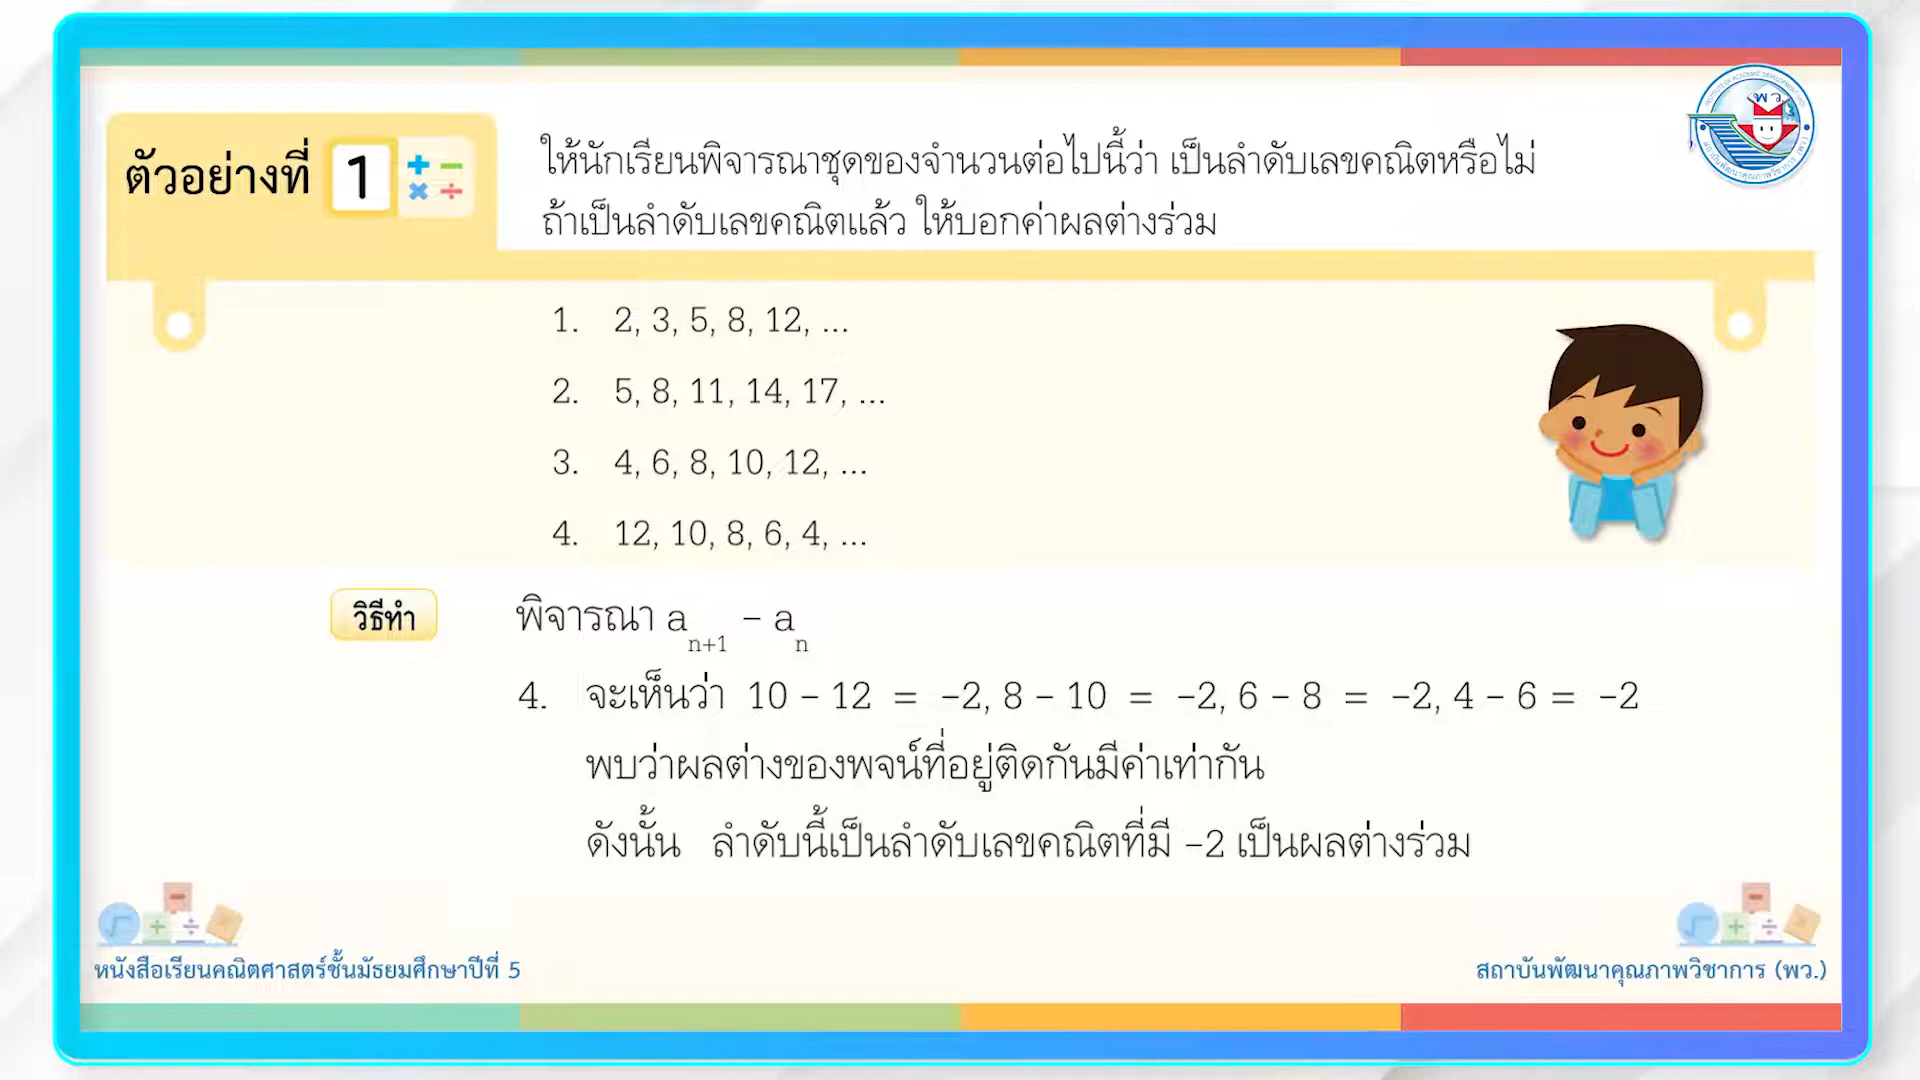 ตัวอย่างที่ 1
ให้นักเรียนพิจารณาชุดของจำนวนต่อไปนี้ว่า เป็นลำดับเลขคณิตหรือไม่
ถ้าเป็นลำดับเลขคณิตแล้ว ให้บอกค่าผลต่างร่วม
พว.
1. 2, 3, 5, 8, 12, ...
2. 5, 8, 11, 14, 17, ...
3. 4, 6, 8, 10, 12, ...
4. 12, 10, 8, 6, 4, ...
วิธีทำ
พิจารณา aₙ₊₁ – aₙ
4. จะเห็นว่า 10 – 12 = –2, 8 – 10 = –2, 6 – 8 = –2, 4 – 6 = –2
พบว่าผลต่างของพจน์ที่อยู่ติดกันมีค่าเท่ากัน
ดังนั้น ลำดับนี้เป็นลำดับเลขคณิตที่มี –2 เป็นผลต่างร่วม
หนังสือเรียนคณิตศาสตร์ชั้นมัธยมศึกษาปีที่ 5
สถาบันพัฒนาคุณภาพวิชาการ (พว.)